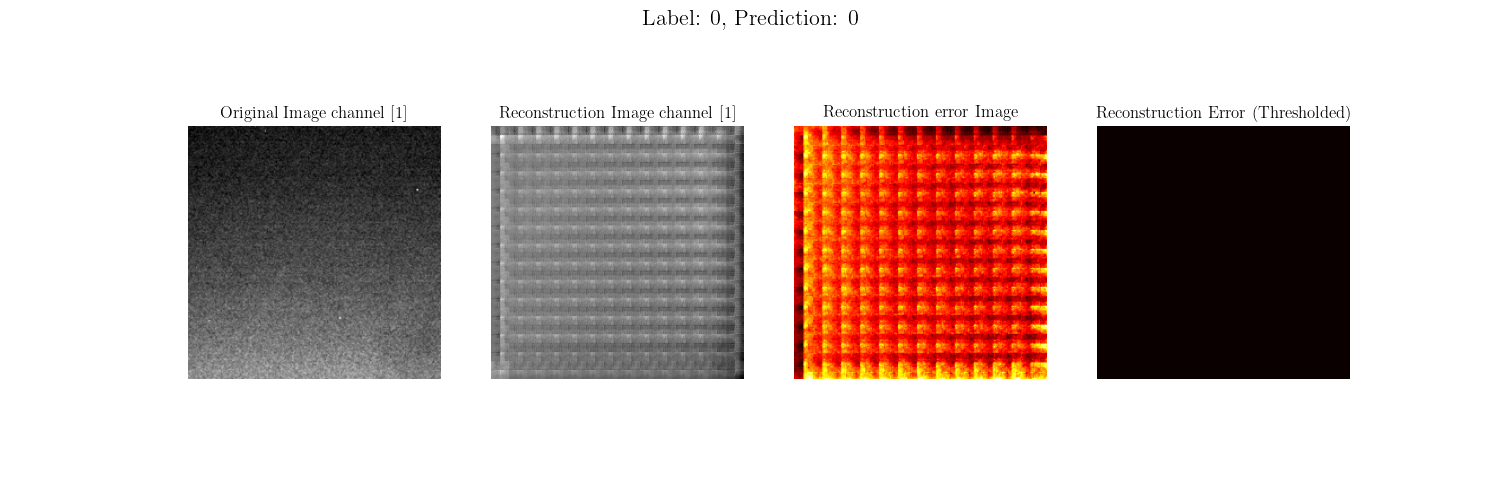 Label: 0, Prediction: 0
Original Image channel [1]
Reconstruction Image channel [1]
Reconstruction error Image
Reconstruction Error (Thresholded)